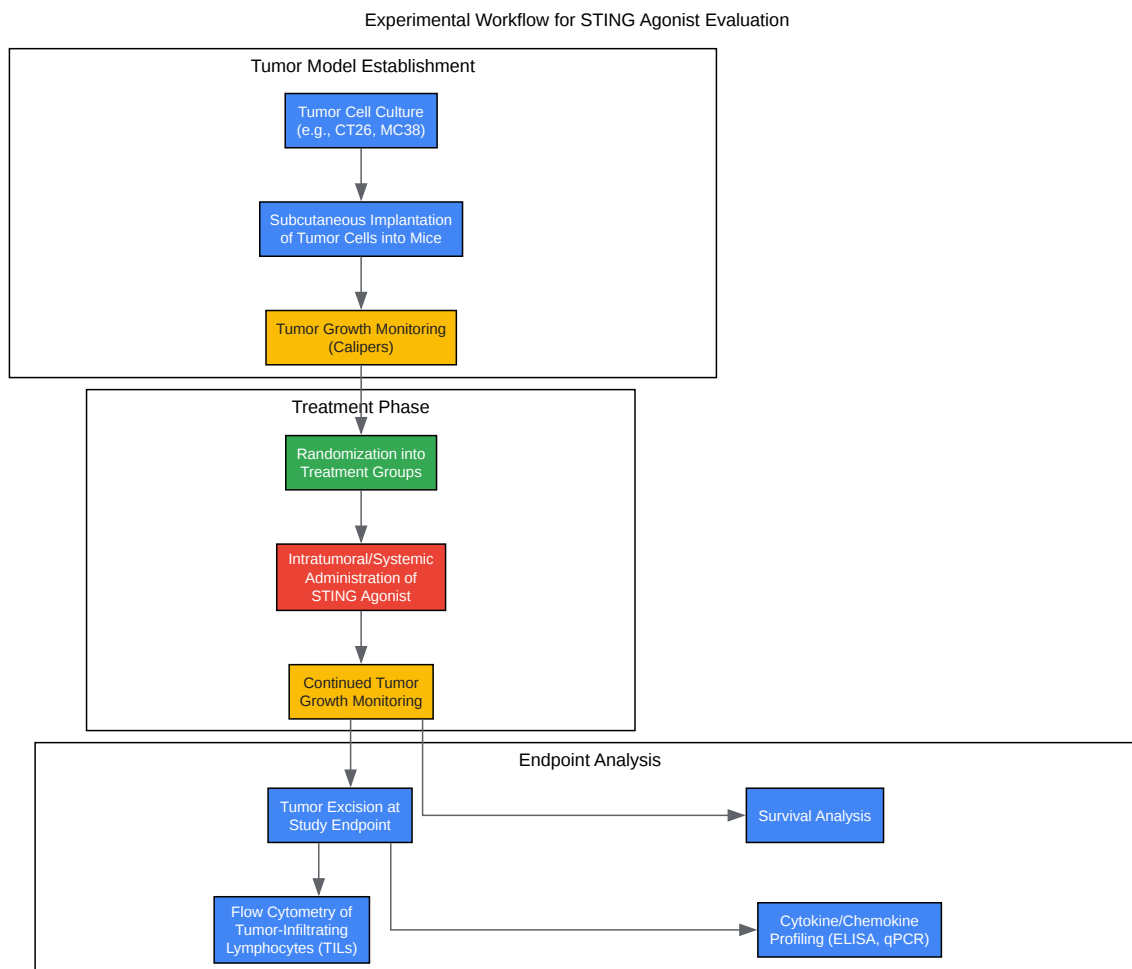 Experimental Workflow for STING Agonist Evaluation
Tumor Model Establishment
Tumor Cell Culture
(e.g., CT26, MC38)
Subcutaneous Implantation
of Tumor Cells into Mice
Tumor Growth Monitoring
(Calipers)
Treatment Phase
Randomization into
Treatment Groups
Intratumoral/Systemic
Administration of
STING Agonist
Continued Tumor
Growth Monitoring
Endpoint Analysis
Tumor Excision at
Study Endpoint
Survival Analysis
Flow Cytometry of
Tumor-Infiltrating
Lymphocytes (TILs)
Cytokine/Chemokine
Profiling (ELISA, qPCR)